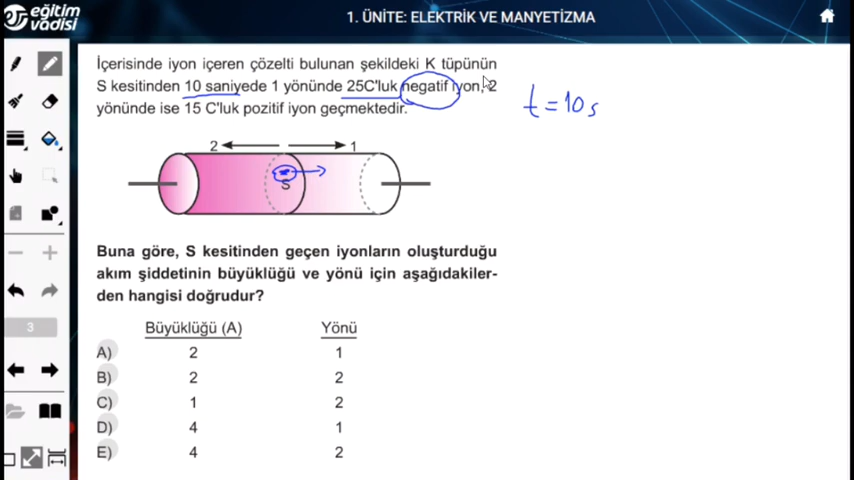 eğitim
vadisi
1. ÜNİTE: ELEKTRİK VE MANYETİZMA
İçerisinde iyon içeren çözelti bulunan şekildeki K tüpünün
S kesitinden 10 saniyede 1 yönünde 25C'luk negatif iyon, 2
yönünde ise 15 C'luk pozitif iyon geçmektedir.
t = 10s
2 1
S
Buna göre, S kesitinden geçen iyonların oluşturduğu
akım şiddetinin büyüklüğü ve yönü için aşağıdakiler-
den hangisi doğrudur?
Büyüklüğü (A) Yönü
A) 2 1
B) 2 2
C) 1 2
D) 4 1
E) 4 2
3